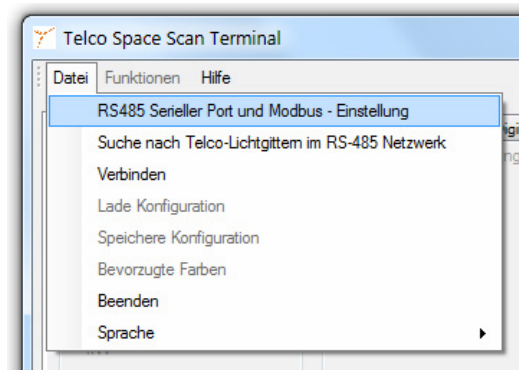 Telco Space Scan Terminal
Datei Funktionen Hilfe
RS485 Serieller Port und Modbus - Einstellung
Suche nach Telco-Lichtgittern im RS-485 Netzwerk
Verbinden
Lade Konfiguration
Speichere Konfiguration
Bevorzugte Farben
Beenden
Sprache